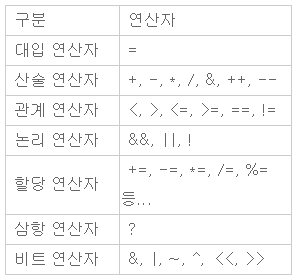 구분 연산자
대입 연산자 =
산술 연산자 +, -, *, /, &, ++, --
관계 연산자 <, >, <=, >=, ==, !=
논리 연산자 &&, ||, !
할당 연산자 +=, -=, *=, /=, %=
등...
삼항 연산자 ?
비트 연산자 &, |, ~, ^, <<, >>